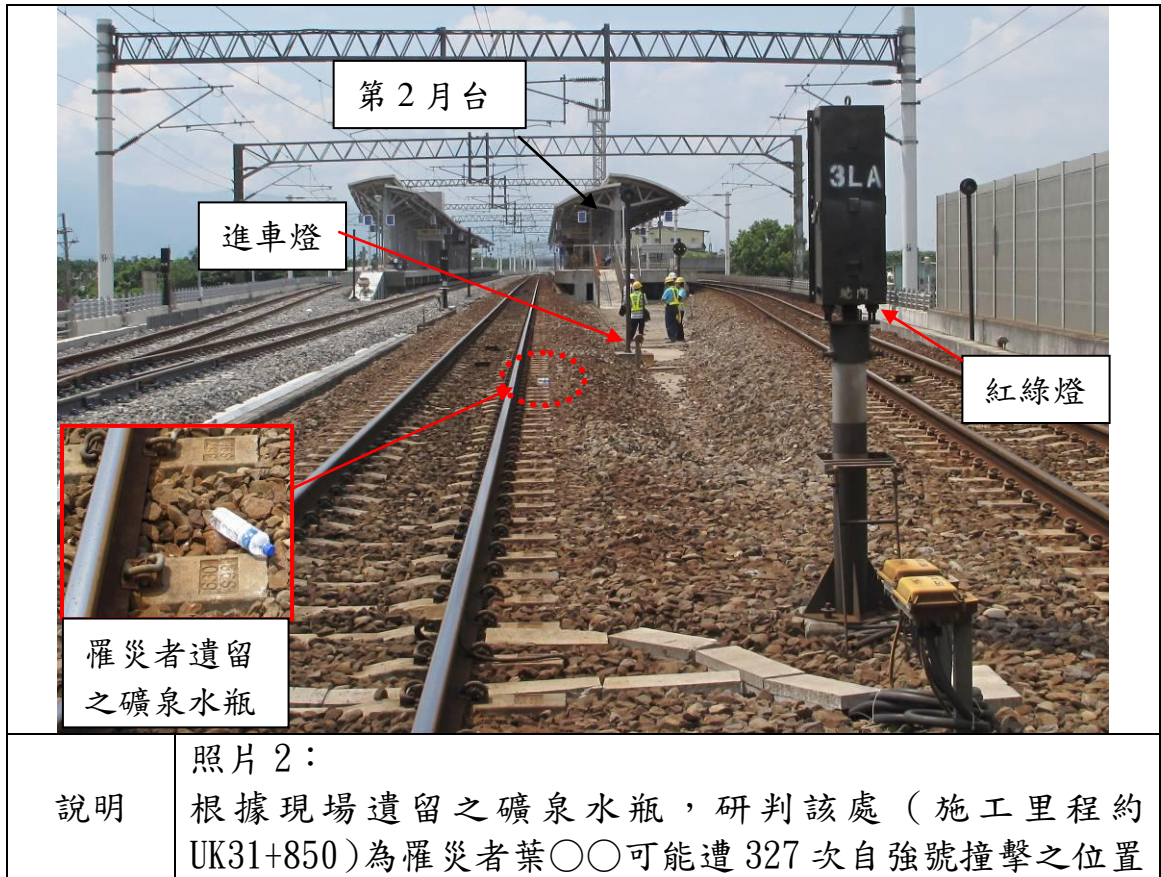 第2月台
3LA
進車燈
站內
紅綠燈
罹災者遺留
之礦泉水瓶
說明
照片 2：
根據現場遺留之礦泉水瓶，研判該處（施工里程約
UK31+850）為罹災者葉○○可能遭 327 次自強號撞擊之位置